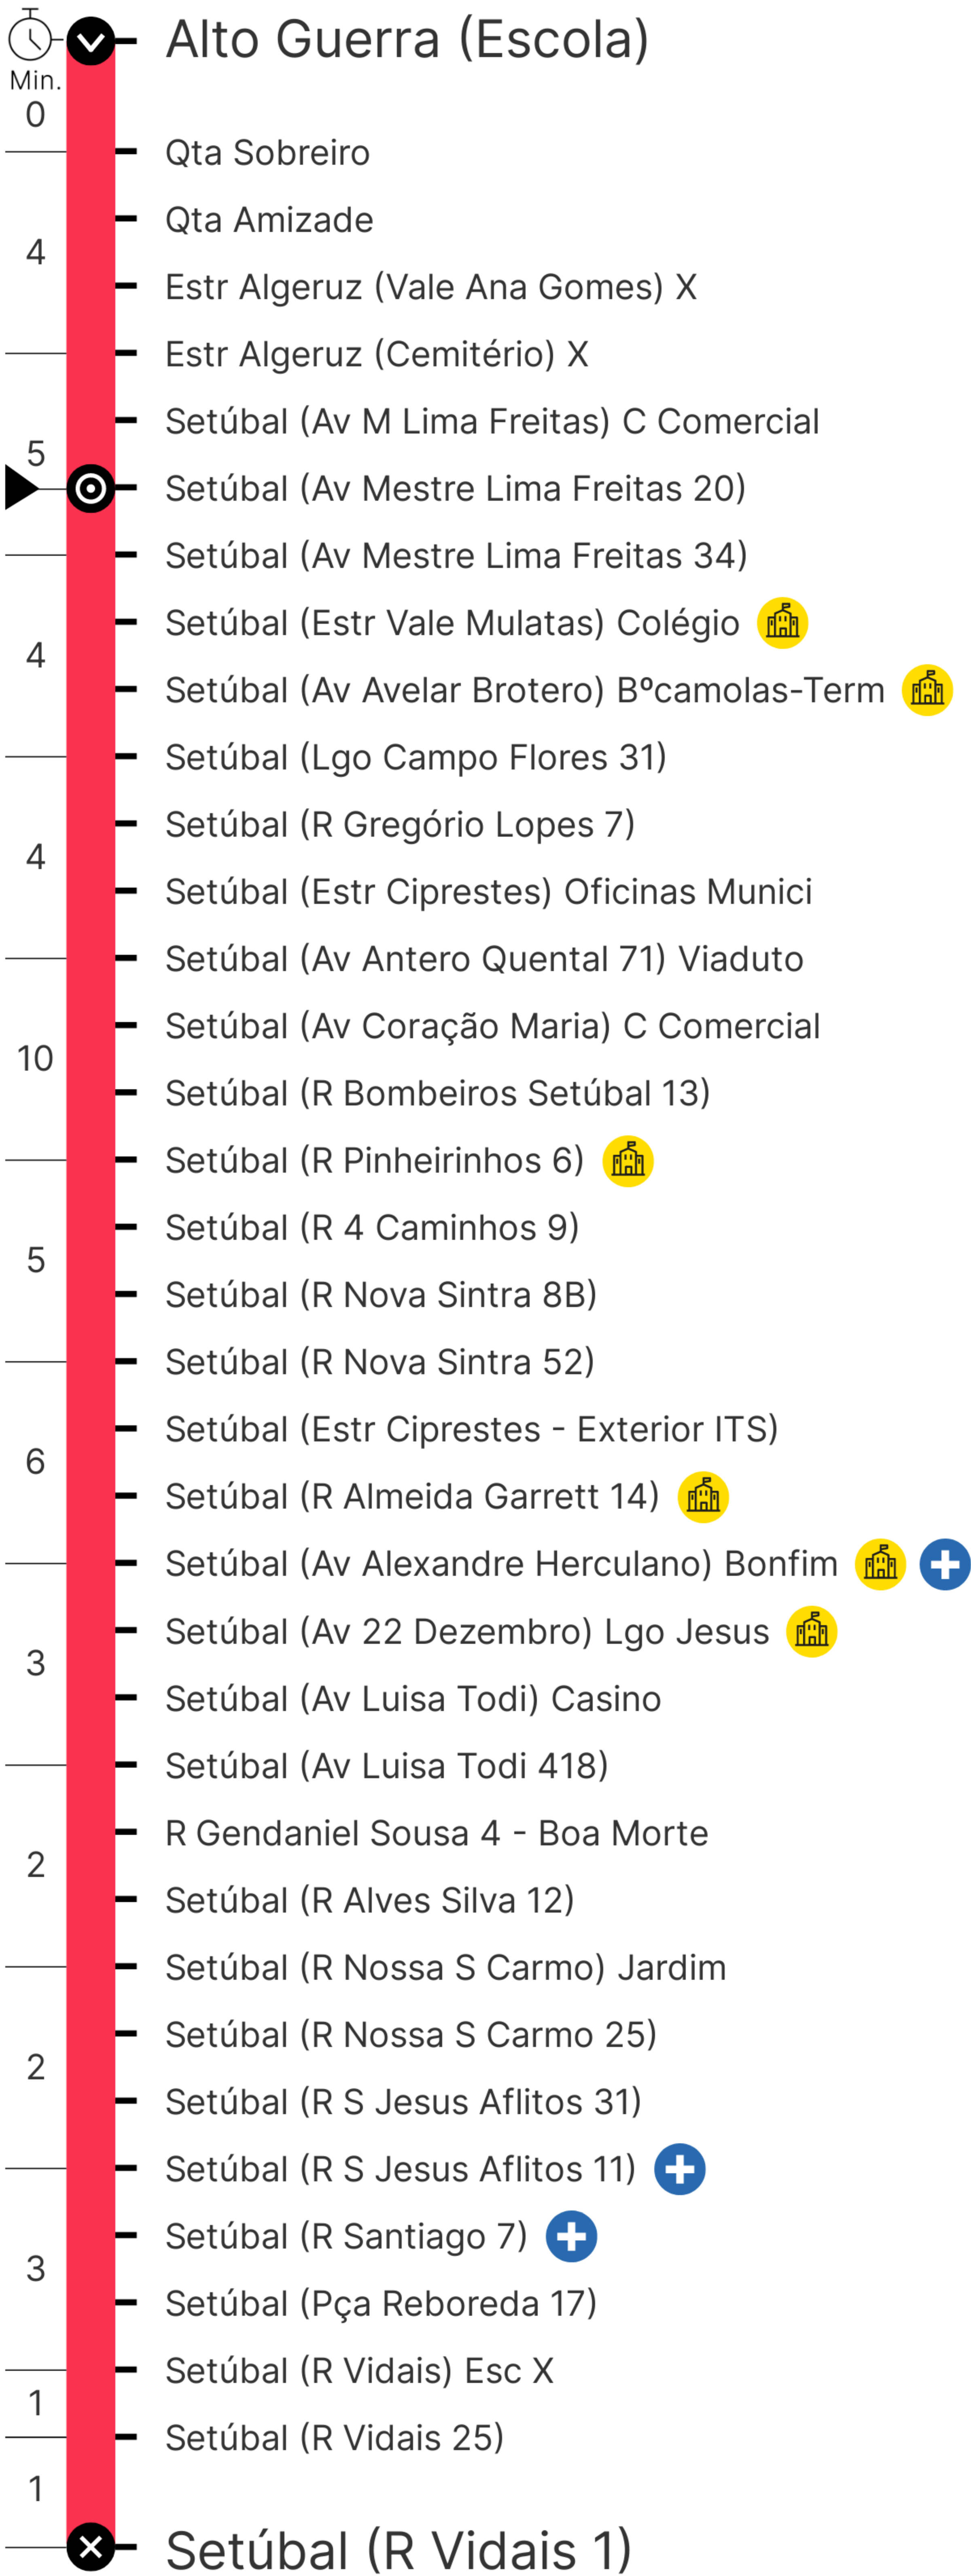 Alto Guerra (Escola)
Min.
0
Qta Sobreiro
Qta Amizade
4
Estr Algeruz (Vale Ana Gomes) X
Estr Algeruz (Cemitério) X
Setúbal (Av M Lima Freitas) C Comercial
5
Setúbal (Av Mestre Lima Freitas 20)
Setúbal (Av Mestre Lima Freitas 34)
Setúbal (Estr Vale Mulatas) Colégio
4
Setúbal (Av Avelar Brotero) Bºcamolas-Term
Setúbal (Lgo Campo Flores 31)
Setúbal (R Gregório Lopes 7)
4
Setúbal (Estr Ciprestes) Oficinas Munici
Setúbal (Av Antero Quental 71) Viaduto
Setúbal (Av Coração Maria) C Comercial
10
Setúbal (R Bombeiros Setúbal 13)
Setúbal (R Pinheirinhos 6)
Setúbal (R 4 Caminhos 9)
5
Setúbal (R Nova Sintra 8B)
Setúbal (R Nova Sintra 52)
Setúbal (Estr Ciprestes - Exterior ITS)
6
Setúbal (R Almeida Garrett 14)
Setúbal (Av Alexandre Herculano) Bonfim
Setúbal (Av 22 Dezembro) Lgo Jesus
3
Setúbal (Av Luisa Todi) Casino
Setúbal (Av Luisa Todi 418)
R Gendaniel Sousa 4 - Boa Morte
2
Setúbal (R Alves Silva 12)
Setúbal (R Nossa S Carmo) Jardim
Setúbal (R Nossa S Carmo 25)
2
Setúbal (R S Jesus Aflitos 31)
Setúbal (R S Jesus Aflitos 11)
Setúbal (R Santiago 7)
3
Setúbal (Pça Reboreda 17)
Setúbal (R Vidais) Esc X
1
Setúbal (R Vidais 25)
1
Setúbal (R Vidais 1)